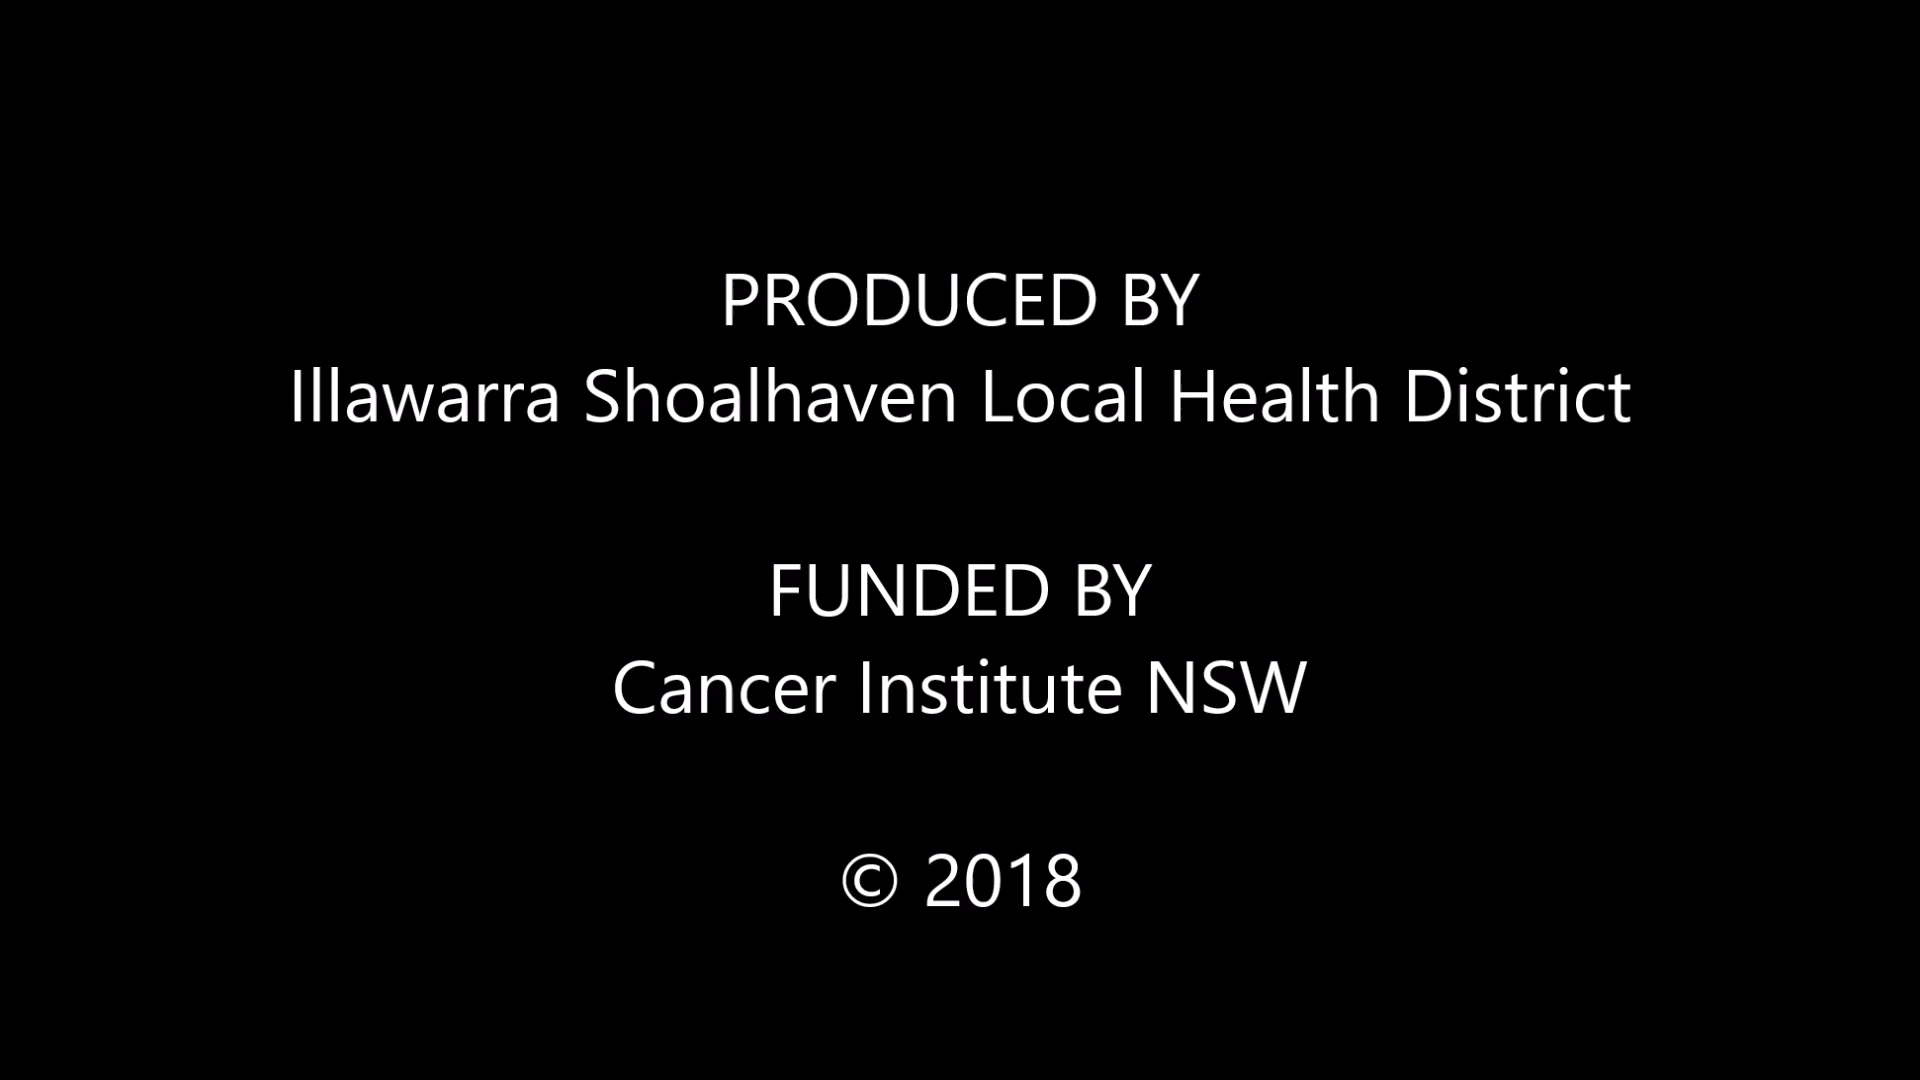 PRODUCED BY
Illawarra Shoalhaven Local Health District
FUNDED BY
Cancer Institute NSW
© 2018